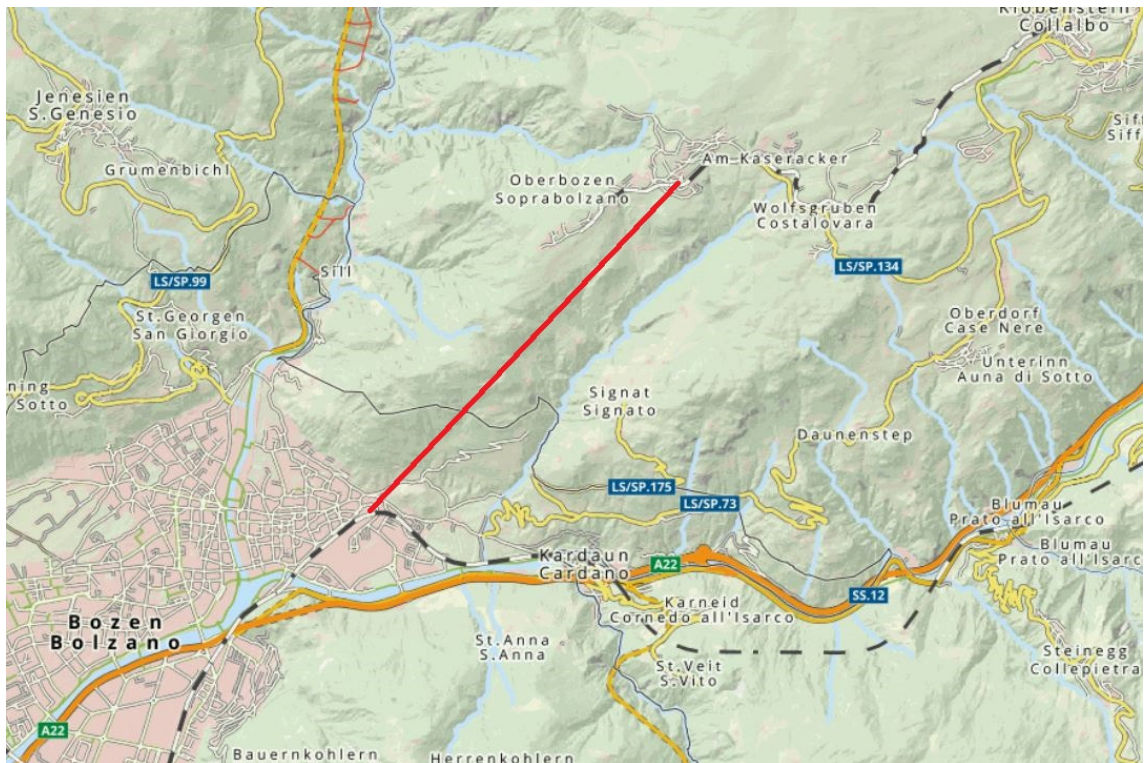 Klobenstein
Collalbo
Jenesien
S.Genesio
Grumenbichl
Am Kaseracker
Oberbozen
Soprabolzano
Wolfsgruben
Costalovara
LS/SP.134
Sill
LS/SP.99
St.Georgen
San Giorgio
Oberdorf
Case Nere
Unterinn
Auna di Sotto
Sotto
Signat
Signato
Daunenstep
LS/SP.175
LS/SP.73
Blumau
Prato all'Isarco
Blumau
Prato all'Isarc
Kardaun
Cardano
A22
SS.12
Karneid
Cornedo all'Isarco
Bozen
Bolzano
St.Anna
S.Anna
St.Veit
S.Vito
Steinegg
Collepietra
A22
Bauernkohlern
Herrenkohlern